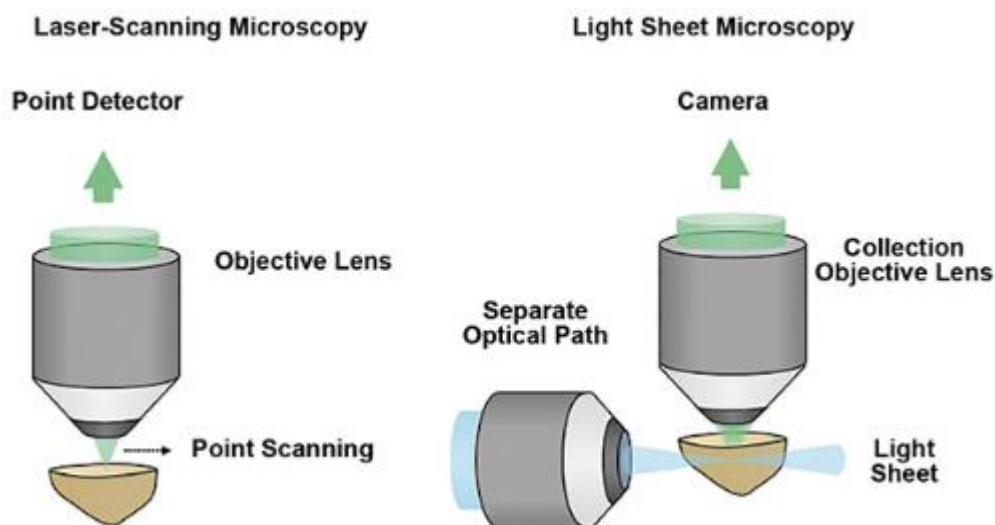 Laser-Scanning Microscopy
Point Detector
Objective Lens
Point Scanning
Light Sheet Microscopy
Camera
Collection
Objective Lens
Separate
Optical Path
Light
Sheet